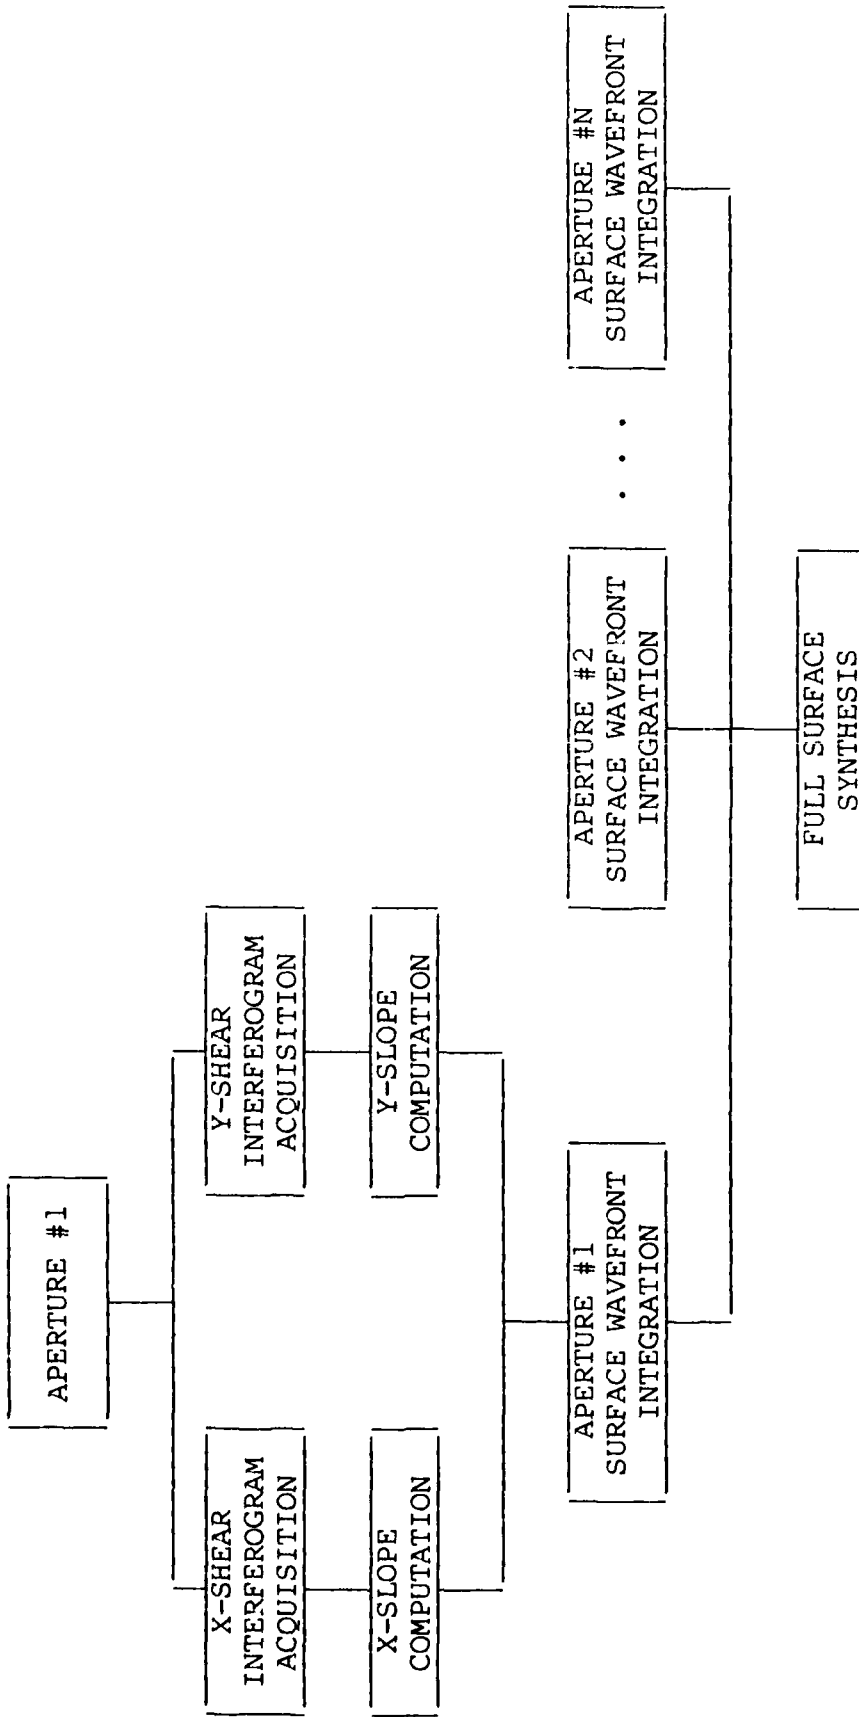 APERTURE #1
X-SHEAR
INTERFEROGRAM
ACQUISITION
Y-SHEAR
INTERFEROGRAM
ACQUISITION
X-SLOPE
COMPUTATION
Y-SLOPE
COMPUTATION
APERTURE #1
SURFACE WAVEFRONT
INTEGRATION
APERTURE #2
SURFACE WAVEFRONT
INTEGRATION
. . .
APERTURE #N
SURFACE WAVEFRONT
INTEGRATION
FULL SURFACE
SYNTHESIS